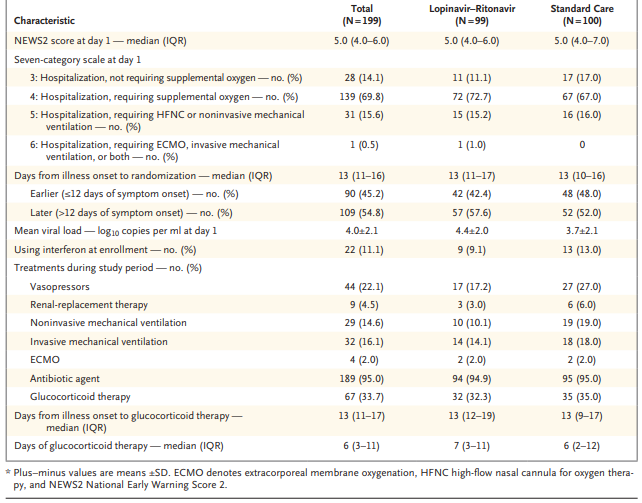 Characteristic Total (N=199) Lopinavir–Ritonavir (N=99) Standard Care (N=100)
NEWS2 score at day 1 — median (IQR) 5.0 (4.0–6.0) 5.0 (4.0–6.0) 5.0 (4.0–7.0)
Seven-category scale at day 1
3: Hospitalization, not requiring supplemental oxygen — no. (%) 28 (14.1) 11 (11.1) 17 (17.0)
4: Hospitalization, requiring supplemental oxygen — no. (%) 139 (69.8) 72 (72.7) 67 (67.0)
5: Hospitalization, requiring HFNC or noninvasive mechanical 31 (15.6) 15 (15.2) 16 (16.0)
ventilation — no. (%)
6: Hospitalization, requiring ECMO, invasive mechanical 1 (0.5) 1 (1.0) 0
ventilation, or both — no. (%)
Days from illness onset to randomization — median (IQR) 13 (11–16) 13 (11–17) 13 (10–16)
Earlier (≤12 days of symptom onset) — no. (%) 90 (45.2) 42 (42.4) 48 (48.0)
Later (>12 days of symptom onset) — no. (%) 109 (54.8) 57 (57.6) 52 (52.0)
Mean viral load — log10 copies per ml at day 1 4.0±2.1 4.4±2.0 3.7±2.1
Using interferon at enrollment — no. (%) 22 (11.1) 9 (9.1) 13 (13.0)
Treatments during study period — no. (%)
Vasopressors 44 (22.1) 17 (17.2) 27 (27.0)
Renal-replacement therapy 9 (4.5) 3 (3.0) 6 (6.0)
Noninvasive mechanical ventilation 29 (14.6) 10 (10.1) 19 (19.0)
Invasive mechanical ventilation 32 (16.1) 14 (14.1) 18 (18.0)
ECMO 4 (2.0) 2 (2.0) 2 (2.0)
Antibiotic agent 189 (95.0) 94 (94.9) 95 (95.0)
Glucocorticoid therapy 67 (33.7) 32 (32.3) 35 (35.0)
Days from illness onset to glucocorticoid therapy — 13 (11–17) 13 (12–19) 13 (9–17)
median (IQR)
Days of glucocorticoid therapy — median (IQR) 6 (3–11) 7 (3–11) 6 (2–12)
* Plus–minus values are means ±SD. ECMO denotes extracorporeal membrane oxygenation, HFNC high-flow nasal cannula for oxygen thera-
py, and NEWS2 National Early Warning Score 2.